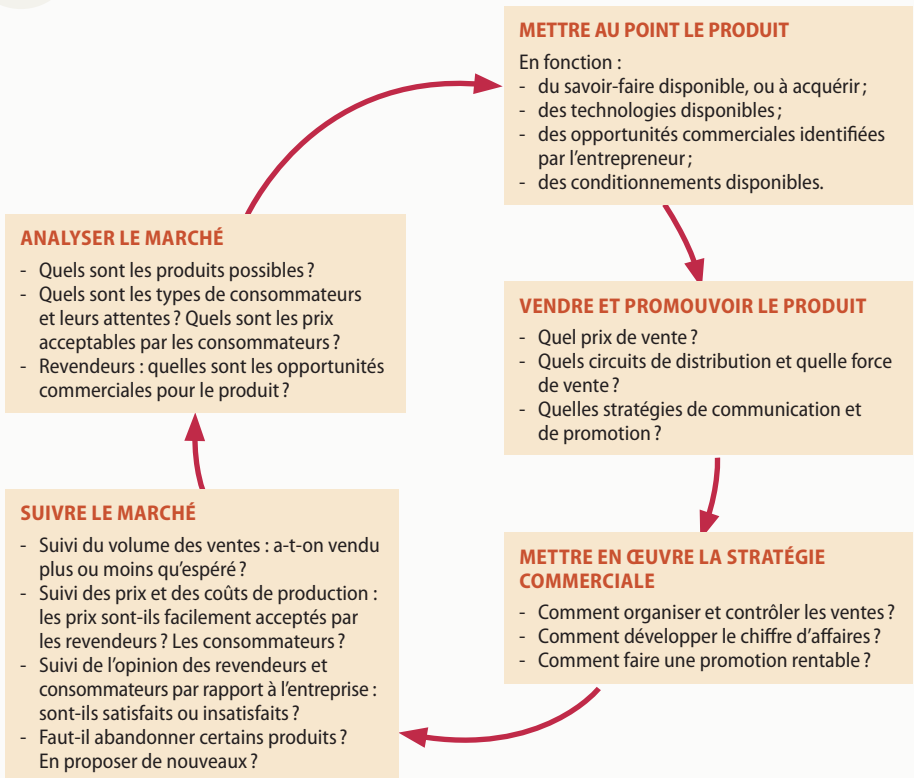 METTRE AU POINT LE PRODUIT
En fonction :
- du savoir-faire disponible, ou à acquérir ;
- des technologies disponibles ;
- des opportunités commerciales identifiées
par l'entrepreneur ;
- des conditionnements disponibles.
VENDRE ET PROMOUVOIR LE PRODUIT
- Quel prix de vente ?
- Quels circuits de distribution et quelle force
de vente ?
- Quelles stratégies de communication et
de promotion ?
METTRE EN ŒUVRE LA STRATÉGIE
COMMERCIALE
- Comment organiser et contrôler les ventes ?
- Comment développer le chiffre d'affaires ?
- Comment faire une promotion rentable ?
SUIVRE LE MARCHÉ
- Suivi du volume des ventes : a-t-on vendu
plus ou moins qu'espéré ?
- Suivi des prix et des coûts de production :
les prix sont-ils facilement acceptés par
les revendeurs ? Les consommateurs ?
- Suivi de l'opinion des revendeurs et
consommateurs par rapport à l'entreprise :
sont-ils satisfaits ou insatisfaits ?
- Faut-il abandonner certains produits ?
En proposer de nouveaux ?
ANALYSER LE MARCHÉ
- Quels sont les produits possibles ?
- Quels sont les types de consommateurs
et leurs attentes ? Quels sont les prix
acceptables par les consommateurs ?
- Revendeurs : quelles sont les opportunités
commerciales pour le produit ?